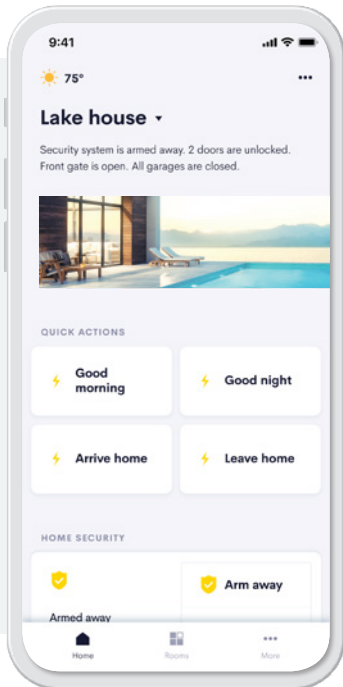 9:41
75°
Lake house
Security system is armed away. 2 doors are unlocked.
Front gate is open. All garages are closed.
QUICK ACTIONS
Good
morning
Good night
Arrive home
Leave home
HOME SECURITY
Arm away
Armed away
Home
Rooms
More